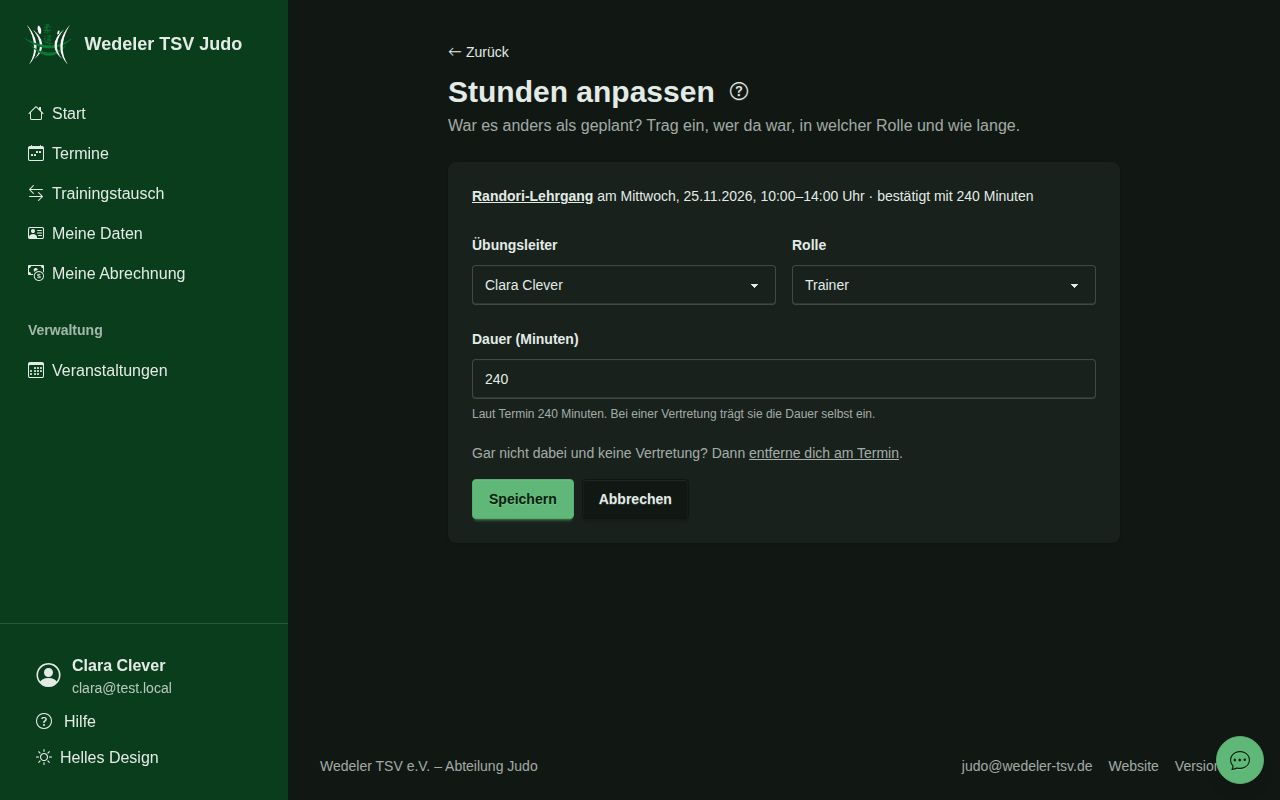 Wedeler TSV Judo
Start
Termine
Trainingstausch
Meine Daten
Meine Abrechnung
Verwaltung
Veranstaltungen
Clara Clever
clara@test.local
Hilfe
Helles Design
← Zurück
Stunden anpassen
War es anders als geplant? Trag ein, wer da war, in welcher Rolle und wie lange.
Randori-Lehrgang am Mittwoch, 25.11.2026, 10:00–14:00 Uhr · bestätigt mit 240 Minuten
Übungsleiter
Rolle
Clara Clever
Trainer
Dauer (Minuten)
240
Laut Termin 240 Minuten. Bei einer Vertretung trägt sie die Dauer selbst ein.
Gar nicht dabei und keine Vertretung? Dann entferne dich am Termin.
Speichern
Abbrechen
Wedeler TSV e.V. – Abteilung Judo
judo@wedeler-tsv.de
Website
Version